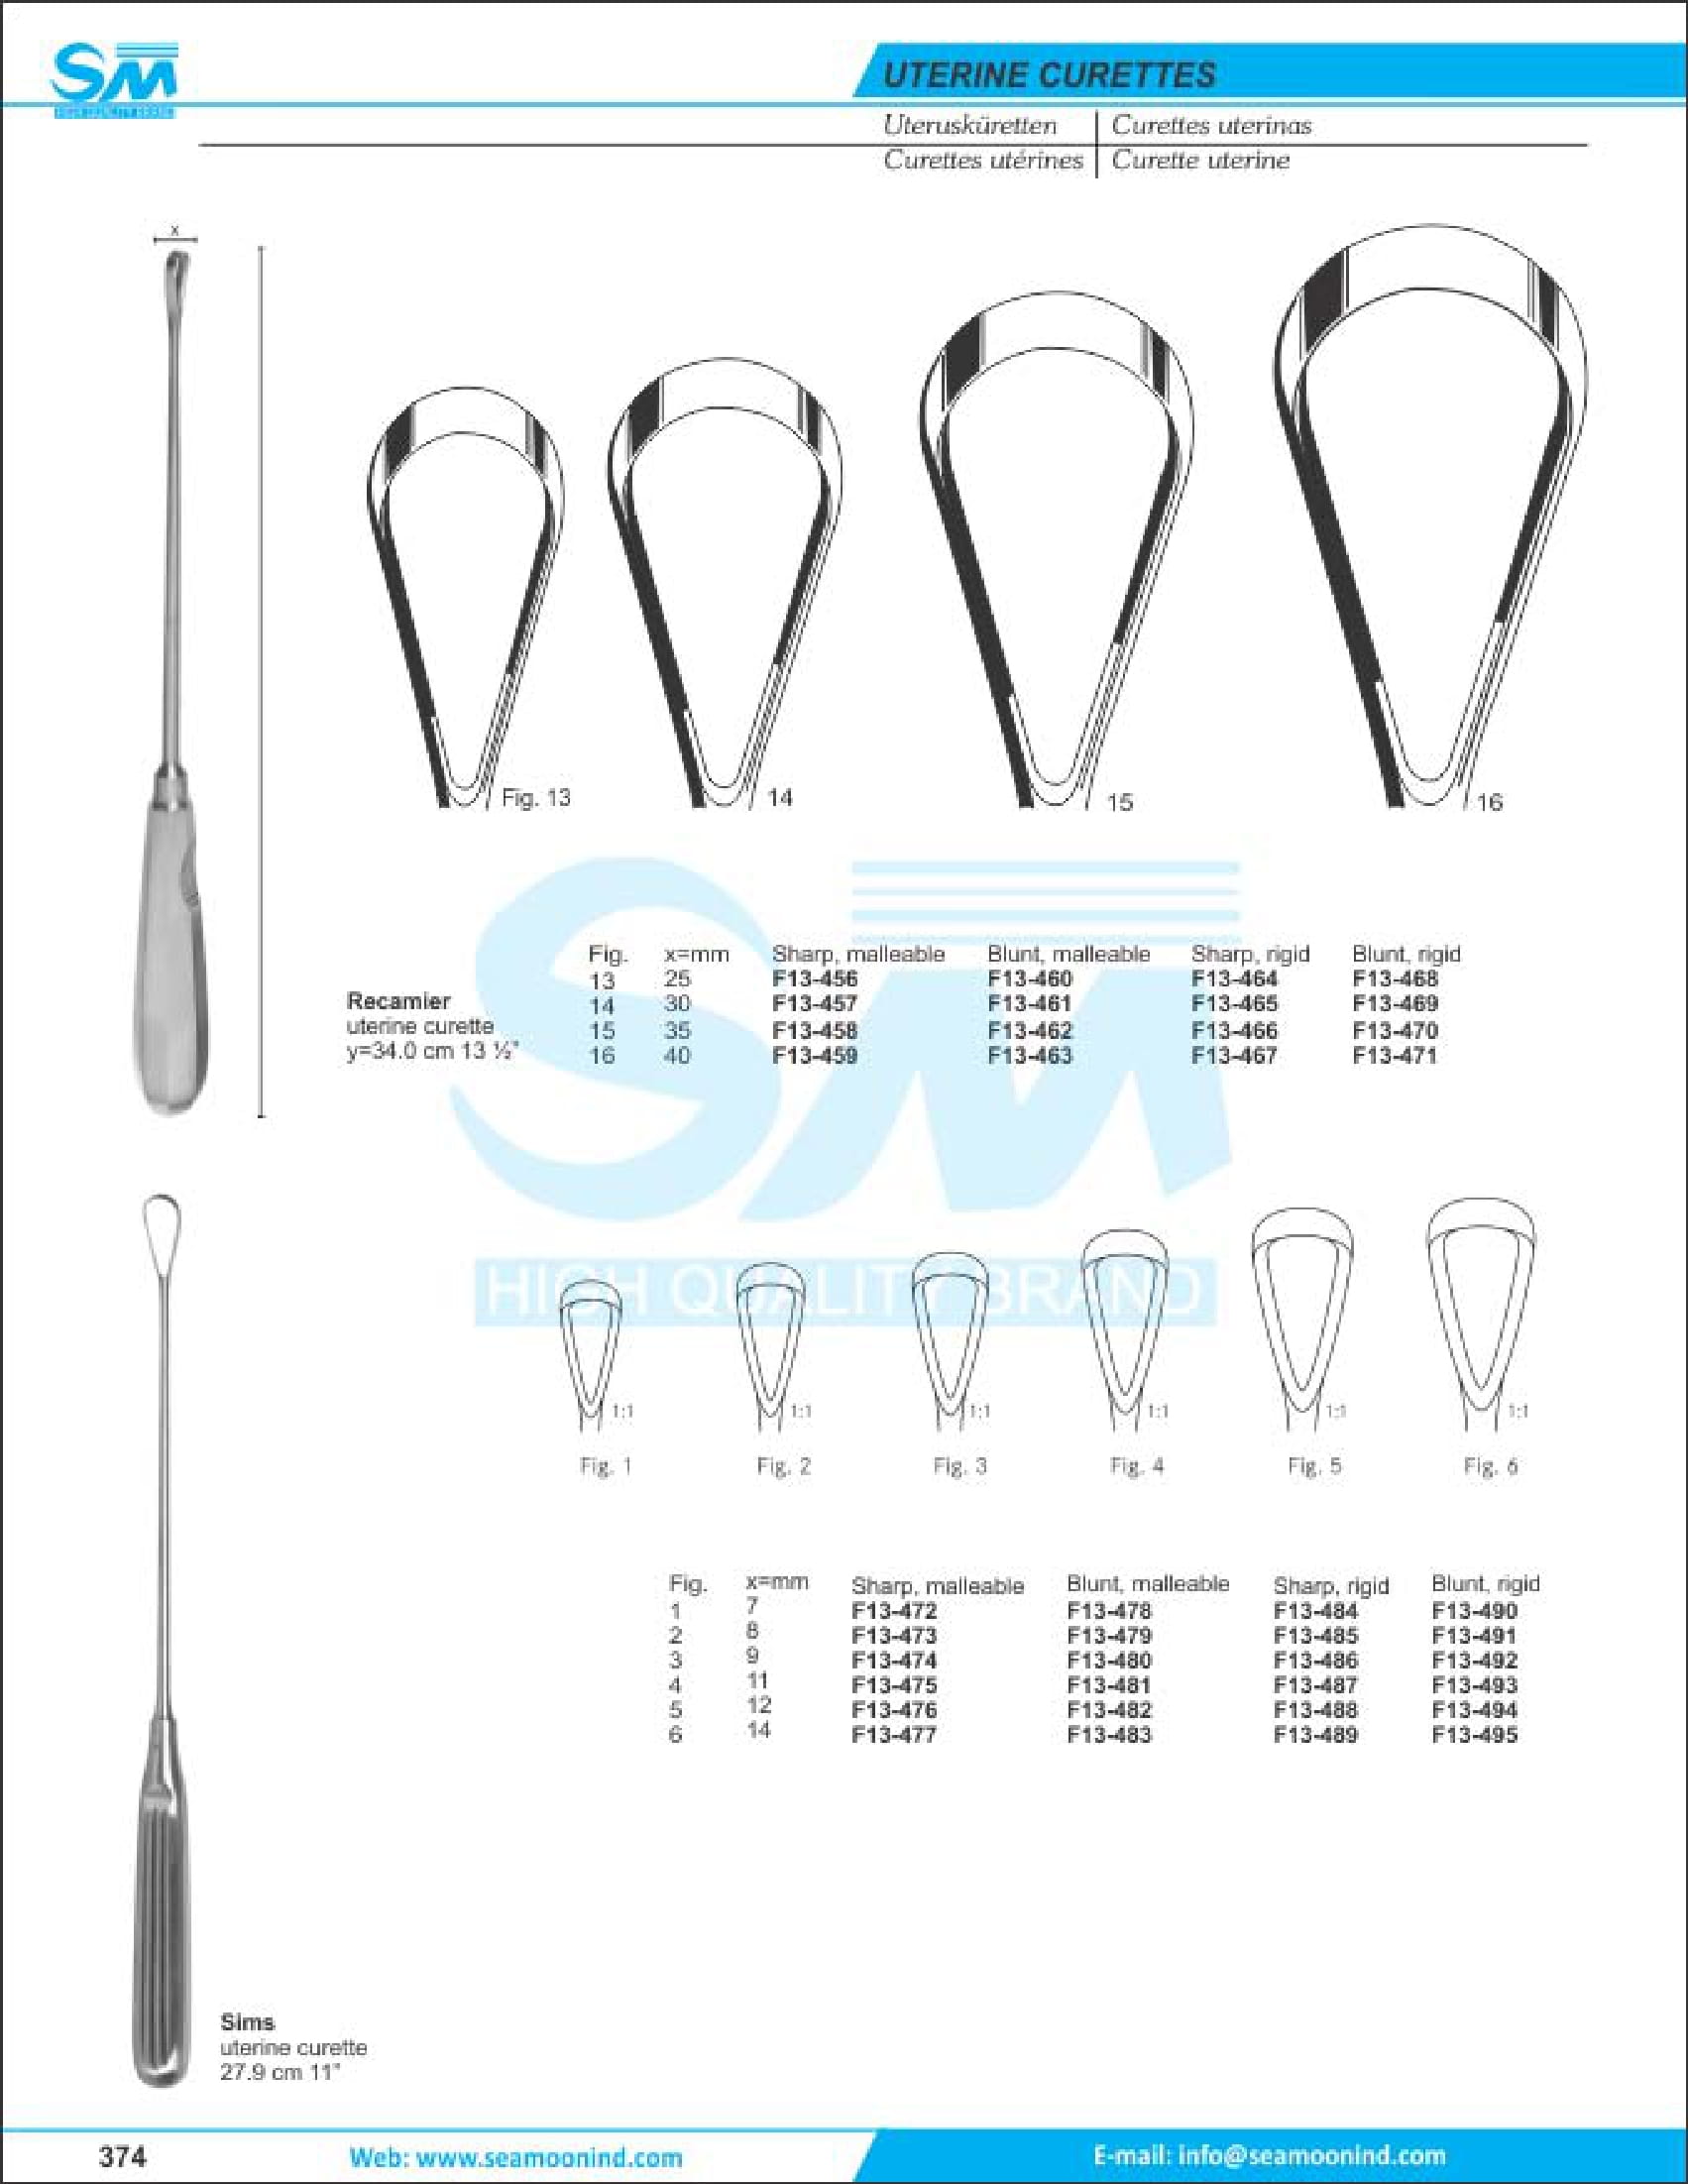 SM
UTERINE CURETTES
Uterusküretten Curettes uterinas
Curettes utérines Curette uterine
x
Fig. 13 14 15 16
Fig. x=mm Sharp, malleable Blunt, malleable Sharp, rigid Blunt, rigid
13 25 F13-456 F13-460 F13-464 F13-468
14 30 F13-457 F13-461 F13-465 F13-469
15 35 F13-458 F13-462 F13-466 F13-470
16 40 F13-459 F13-463 F13-467 F13-471
Recamier
uterine curette
y=34.0 cm 13 ½"
SM
HIGH QUALITY BRAND
1:1 1:1 1:1 1:1 1:1 1:1
Fig. 1 Fig. 2 Fig. 3 Fig. 4 Fig. 5 Fig. 6
Fig. x=mm Sharp, malleable Blunt, malleable Sharp, rigid Blunt, rigid
1 7 F13-472 F13-478 F13-484 F13-490
2 8 F13-473 F13-479 F13-485 F13-491
3 9 F13-474 F13-480 F13-486 F13-492
4 11 F13-475 F13-481 F13-487 F13-493
5 12 F13-476 F13-482 F13-488 F13-494
6 14 F13-477 F13-483 F13-489 F13-495
Sims
uterine curette
27.9 cm 11"
374 Web: www.seamoonind.com E-mail: info@seamoonind.com